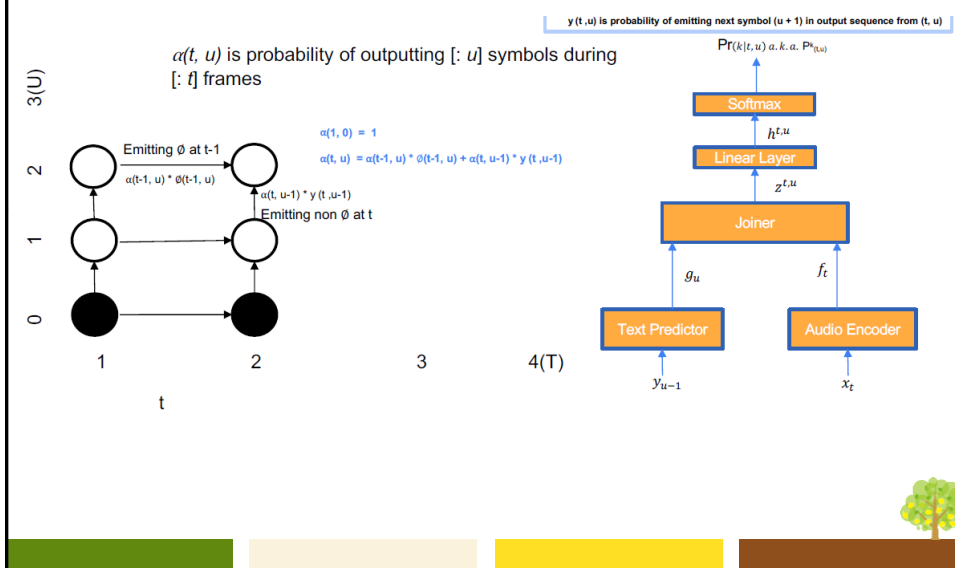 y (t ,u) is probability of emitting next symbol (u + 1) in output sequence from (t, u)
Pr(k|t, u) a.k.a. Pᵏ(t,u)
α(t, u) is probability of outputting [: u] symbols during
[: t] frames
α(1, 0) = 1
α(t, u) = α(t-1, u) * ∅(t-1, u) + α(t, u-1) * y (t ,u-1)
3(U)
2
1
0
Emitting ∅ at t-1
α(t-1, u) * ∅(t-1, u)
α(t, u-1) * y (t ,u-1)
Emitting non ∅ at t
1
2
3
4(T)
t
Softmax
h^{t,u}
Linear Layer
z^{t,u}
Joiner
g_u
f_t
Text Predictor
Audio Encoder
y_{u−1}
x_t